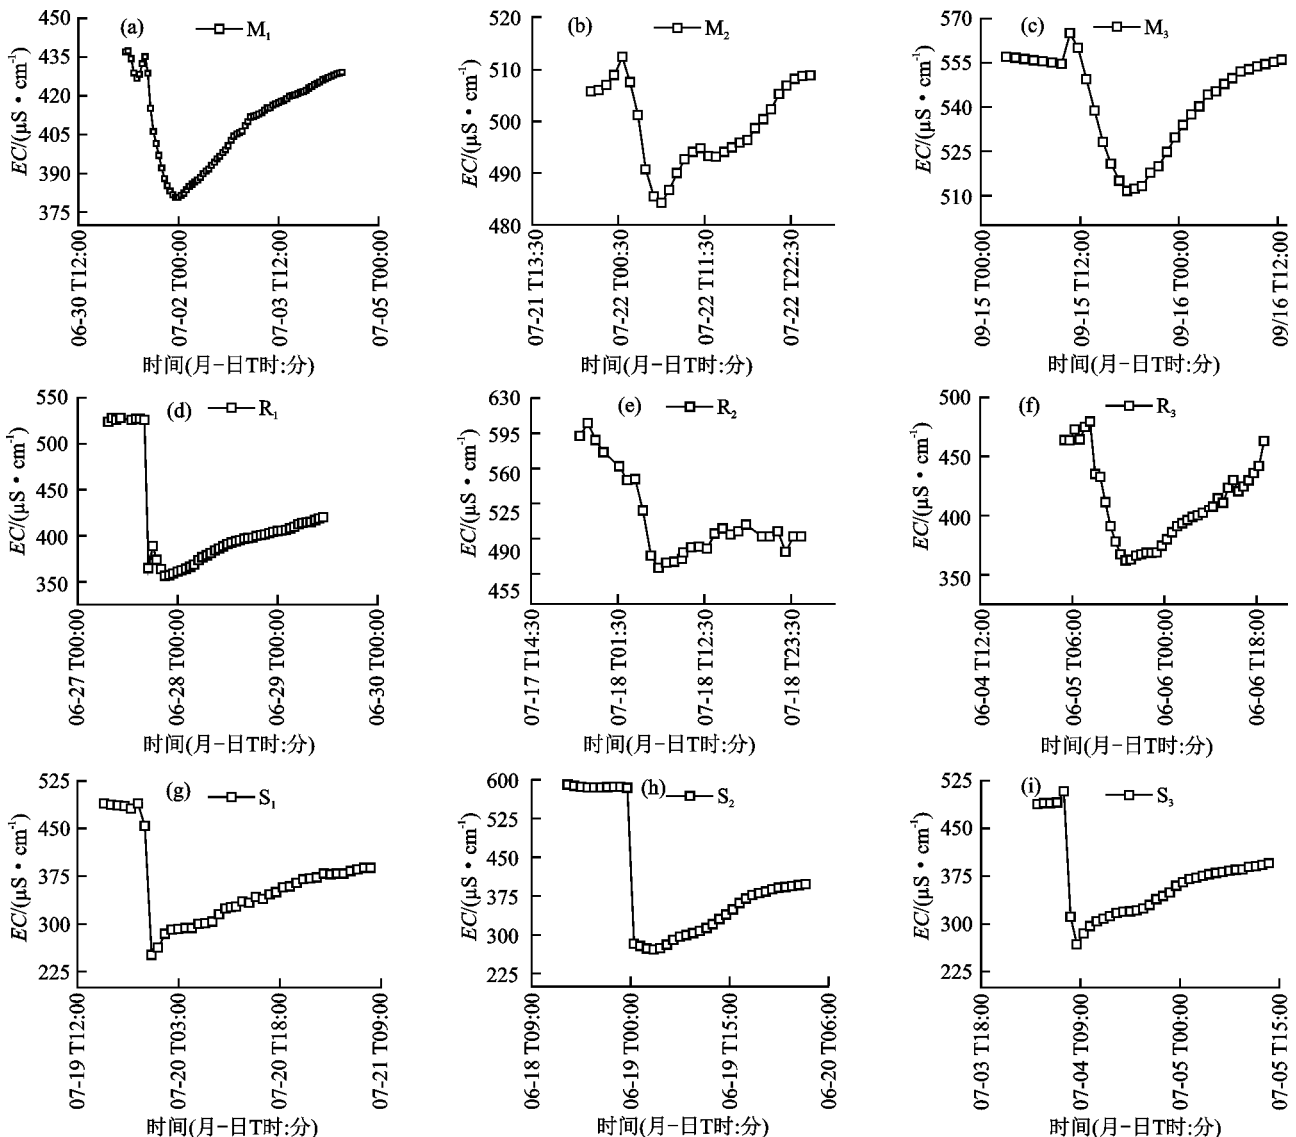 (a) M₁
EC/(μS·cm⁻¹)
450
435
420
405
390
375
06-30 T12:00
07-02 T00:00
07-03 T12:00
07-05 T00:00
时间(月-日T时:分)
(b) M₂
EC/(μS·cm⁻¹)
520
510
500
490
480
07-21 T13:30
07-22 T00:30
07-22 T11:30
07-22 T22:30
时间(月-日T时:分)
(c) M₃
EC/(μS·cm⁻¹)
570
555
540
525
510
09-15 T00:00
09-15 T12:00
09-16 T00:00
09/16 T12:00
时间(月-日T时:分)
(d) R₁
EC/(μS·cm⁻¹)
550
500
450
400
350
06-27 T00:00
06-28 T00:00
06-29 T00:00
06-30 T00:00
时间(月-日T时:分)
(e) R₂
EC/(μS·cm⁻¹)
630
595
560
525
490
455
07-17 T14:30
07-18 T01:30
07-18 T12:30
07-18 T23:30
时间(月-日T时:分)
(f) R₃
EC/(μS·cm⁻¹)
500
450
400
350
06-04 T12:00
06-05 T06:00
06-06 T00:00
06-06 T18:00
时间(月-日T时:分)
(g) S₁
EC/(μS·cm⁻¹)
525
450
375
300
225
07-19 T12:00
07-20 T03:00
07-20 T18:00
07-21 T09:00
时间(月-日T时:分)
(h) S₂
EC/(μS·cm⁻¹)
600
525
450
375
300
225
06-18 T09:00
06-19 T00:00
06-19 T15:00
06-20 T06:00
时间(月-日T时:分)
(i) S₃
EC/(μS·cm⁻¹)
525
450
375
300
225
07-03 T18:00
07-04 T09:00
07-05 T00:00
07-05 T15:00
时间(月-日T时:分)